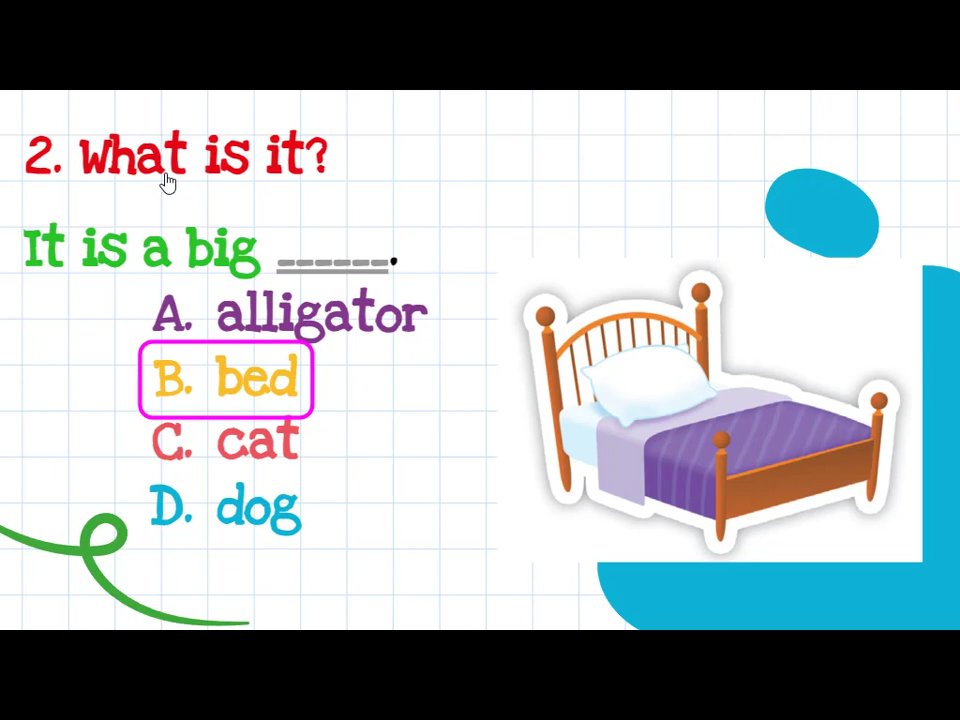 2. What is it?
It is a big ______.
A. alligator
B. bed
C. cat
D. dog